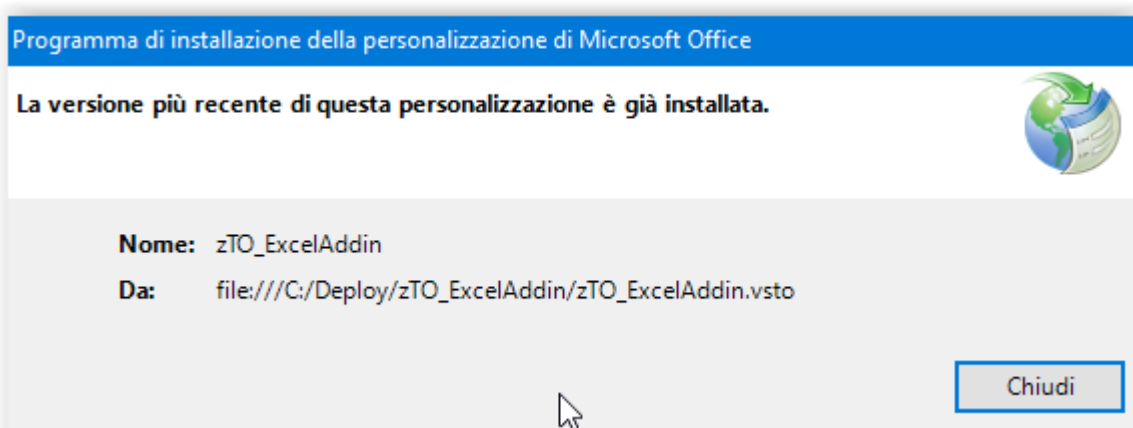 Programma di installazione della personalizzazione di Microsoft Office
La versione più recente di questa personalizzazione è già installata.
Nome: zTO_ExcelAddin
Da: file:///C:/Deploy/zTO_ExcelAddin/zTO_ExcelAddin.vsto
Chiudi